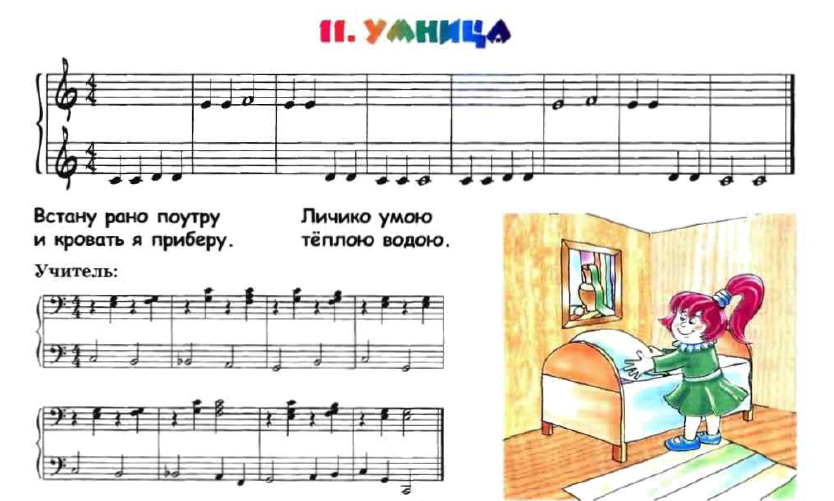 11. УМНИЦА
Встану рано поутру
и кровать я приберу.
Личико умою
тёплою водою.
Учитель: